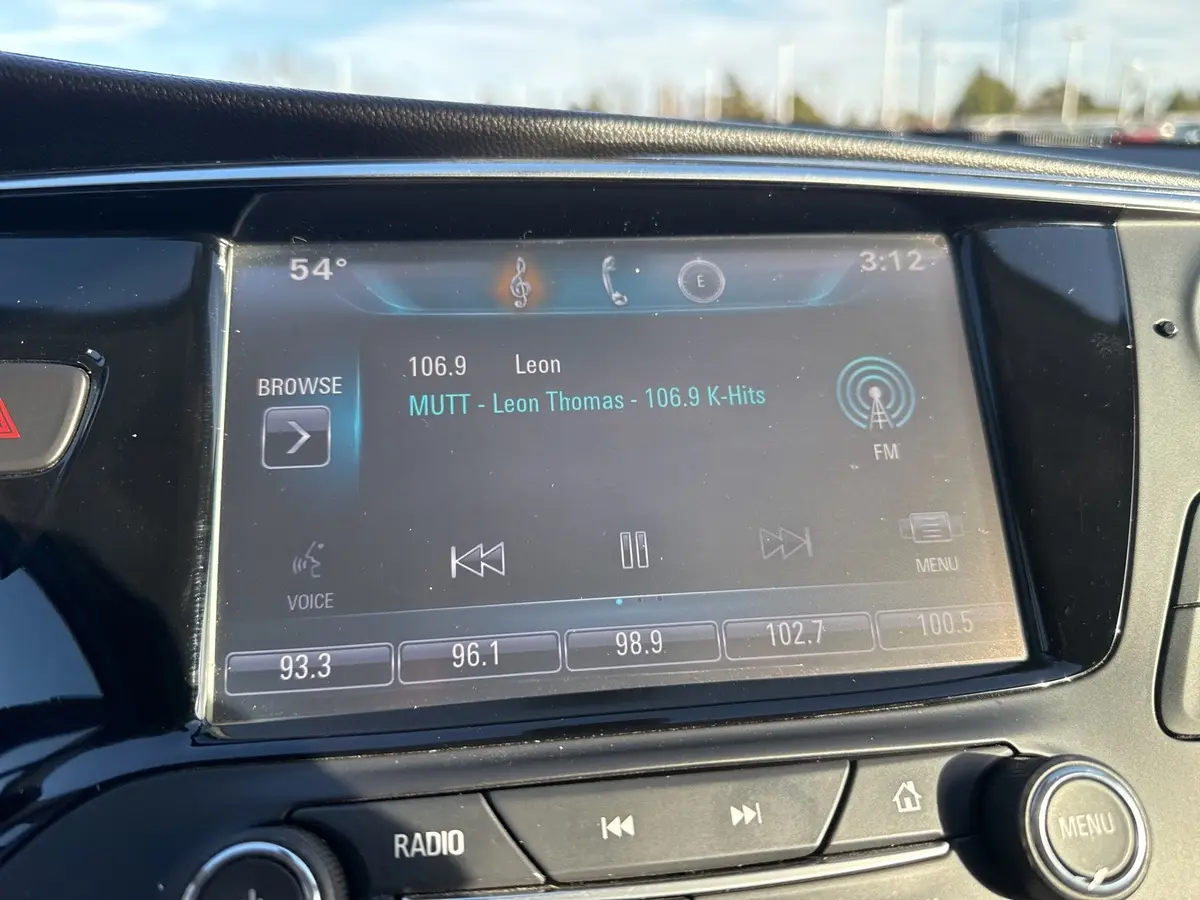 54°
E
3:12
106.9 Leon
MUTT - Leon Thomas - 106.9 K-Hits
BROWSE
FM
VOICE
MENU
93.3
96.1
98.9
102.7
100.5
RADIO
MENU